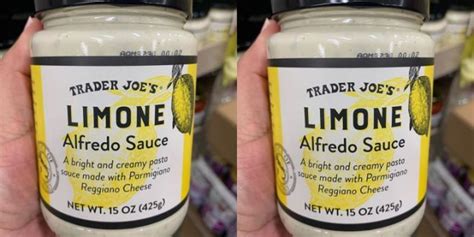 TRADER JOE'S
LIMONE
Alfredo Sauce
A bright and creamy pasta
sauce made with Parmigiano
Reggiano Cheese
NET WT. 15 OZ (425g)
TRADER JOE'S
LIMONE
Alfredo Sauce
A bright and creamy pasta
sauce made with Parmigiano
Reggiano Cheese
NET WT. 15 OZ (425g)